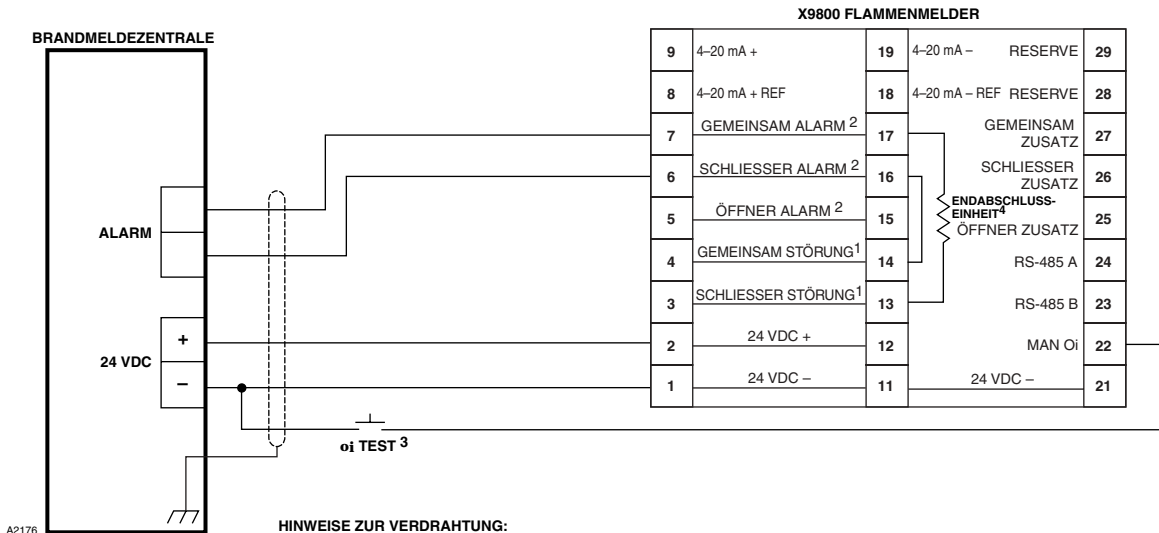 X9800 FLAMMENMELDER
BRANDMELDEZENTRALE
9 4–20 mA + 19 4–20 mA – RESERVE 29
8 4–20 mA + REF 18 4–20 mA – REF RESERVE 28
7 GEMEINSAM ALARM 2 17 GEMEINSAM ZUSATZ 27
6 SCHLIESSER ALARM 2 16 SCHLIESSER ZUSATZ 26
ENDABSCHLUSS-
EINHEIT4
5 ÖFFNER ALARM 2 15 ÖFFNER ZUSATZ 25
ALARM
4 GEMEINSAM STÖRUNG1 14 RS-485 A 24
3 SCHLIESSER STÖRUNG1 13 RS-485 B 23
+
2 24 VDC + 12 MAN Oi 22
24 VDC
–
1 24 VDC – 11 24 VDC – 21
oi TEST 3
A2176
HINWEISE ZUR VERDRAHTUNG: